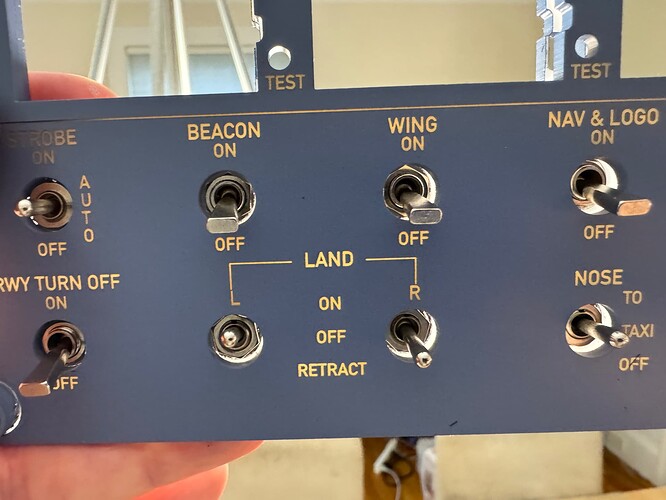 TEST
TEST
STROBE
ON
AUTO
OFF
BEACON
ON
OFF
WING
ON
OFF
NAV & LOGO
ON
OFF
RWY TURN OFF
ON
OFF
LAND
L
R
ON
OFF
RETRACT
NOSE
TO
TAXI
OFF